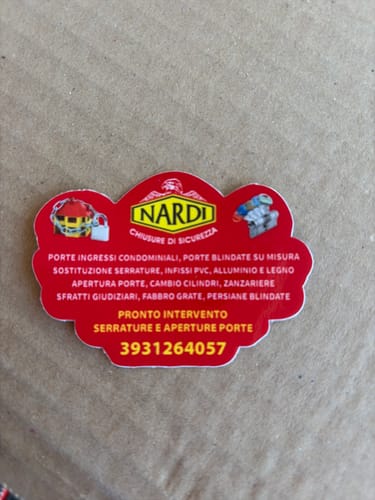 NARDI
CHIUSURE DI SICUREZZA
PORTE INGRESSI CONDOMINIALI, PORTE BLINDATE SU MISURA
SOSTITUZIONE SERRATURE, INFISSI PVC, ALLUMINIO E LEGNO
APERTURA PORTE, CAMBIO CILINDRI, ZANZARIERE
SFRATTI GIUDIZIARI, FABBRO GRATE, PERSIANE BLINDATE
PRONTO INTERVENTO
SERRATURE E APERTURE PORTE
3931264057